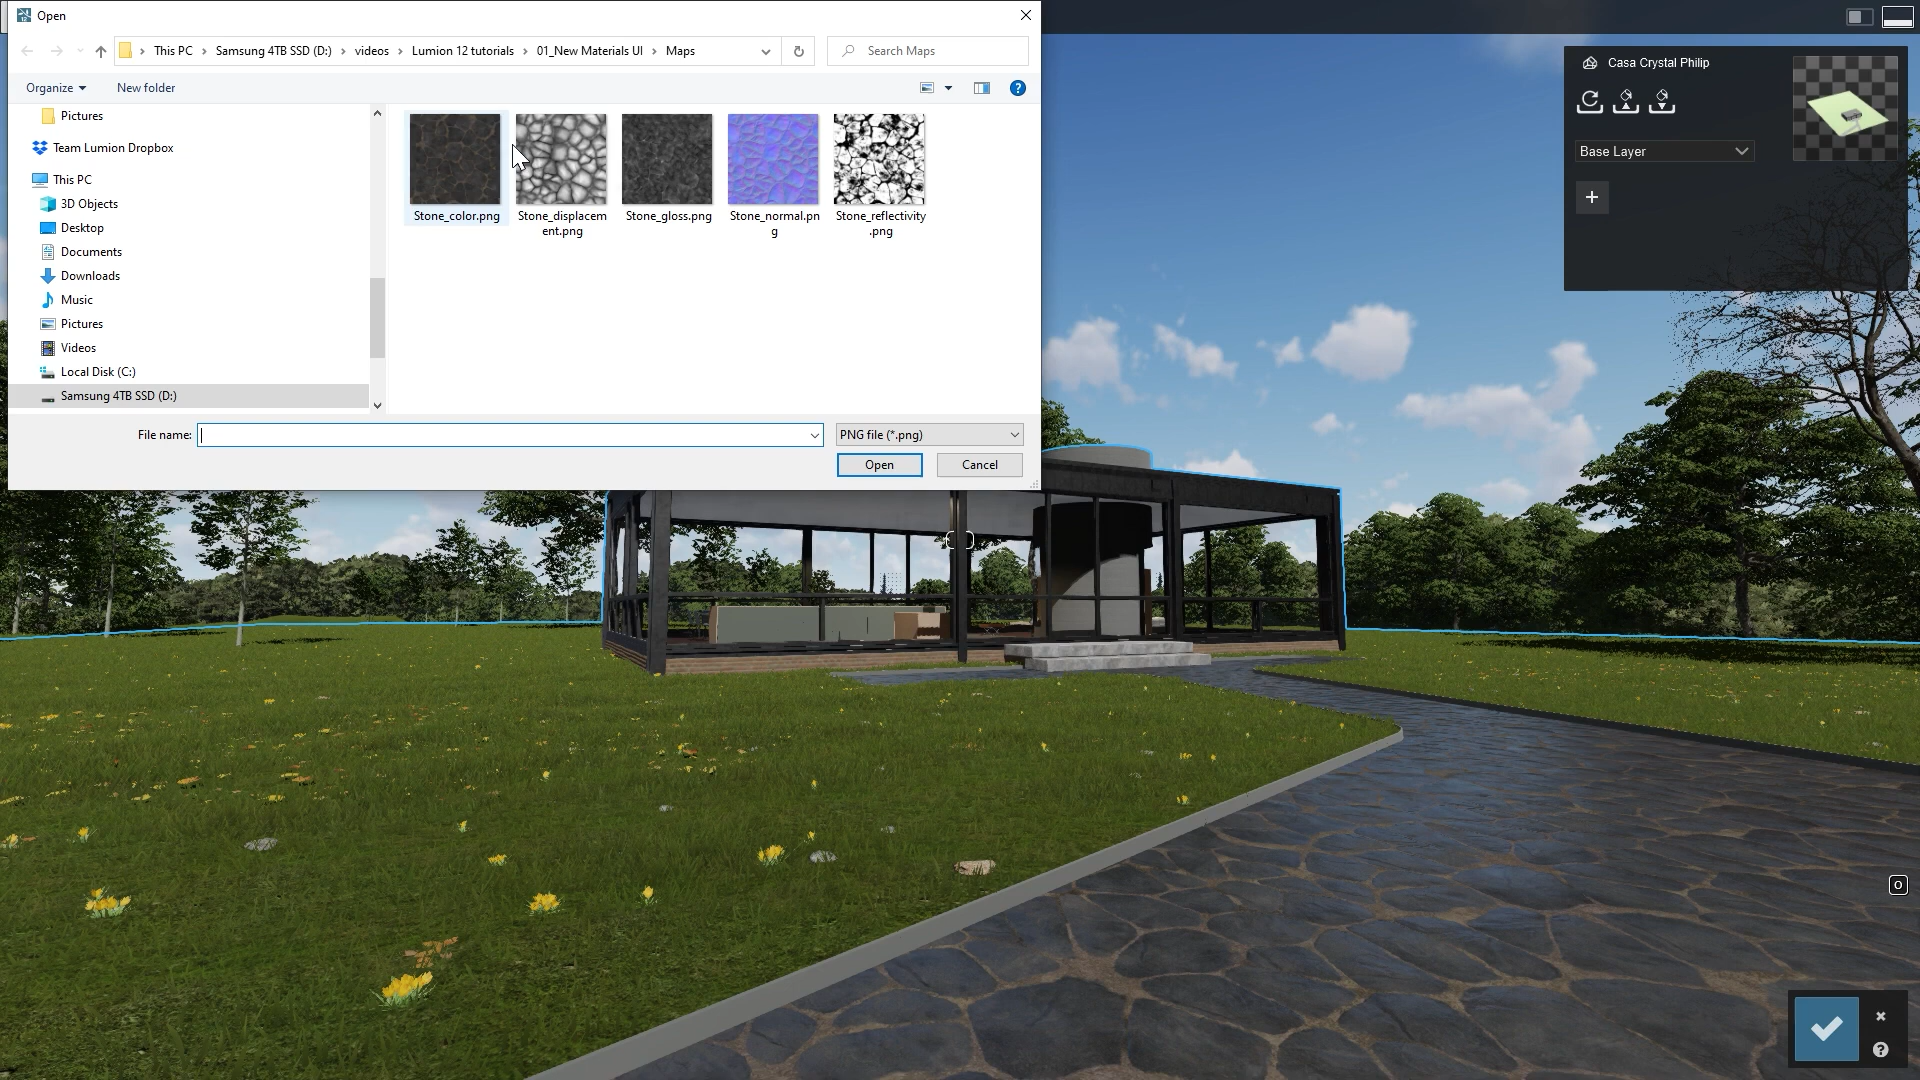 Open
This PC > Samsung 4TB SSD (D:) > videos > Lumion 12 tutorials > 01_New Materials UI > Maps
Search Maps
Organize
New folder
?
Pictures
Team Lumion Dropbox
This PC
3D Objects
Desktop
Documents
Downloads
Music
Pictures
Videos
Local Disk (C:)
Samsung 4TB SSD (D:)
Stone_color.png
Stone_displacem
ent.png
Stone_gloss.png
Stone_normal.pn
g
Stone_reflectivity
.png
File name:
PNG file (*.png)
Open
Cancel
Casa Crystal Philip
Base Layer
+
O
?